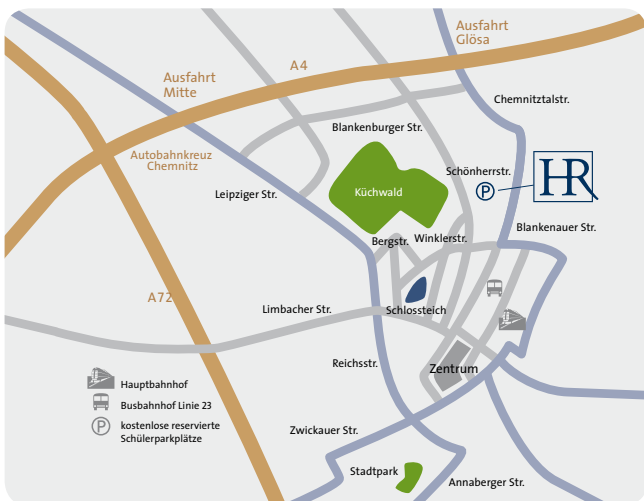 Ausfahrt
Glösa
A4
Ausfahrt
Mitte
Chemnitztalstr.
Blankenburger Str.
Autobahnkreuz
Chemnitz
Schönherrstr.
HR
P
Leipziger Str.
Küchwald
Blankenauer Str.
Bergstr.
Winklerstr.
A72
Limbacher Str.
Schlossteich
Reichsstr.
Zentrum
Hauptbahnhof
Busbahnhof Linie 23
P
kostenlose reservierte
Schülerparkplätze
Zwickauer Str.
Stadtpark
Annaberger Str.